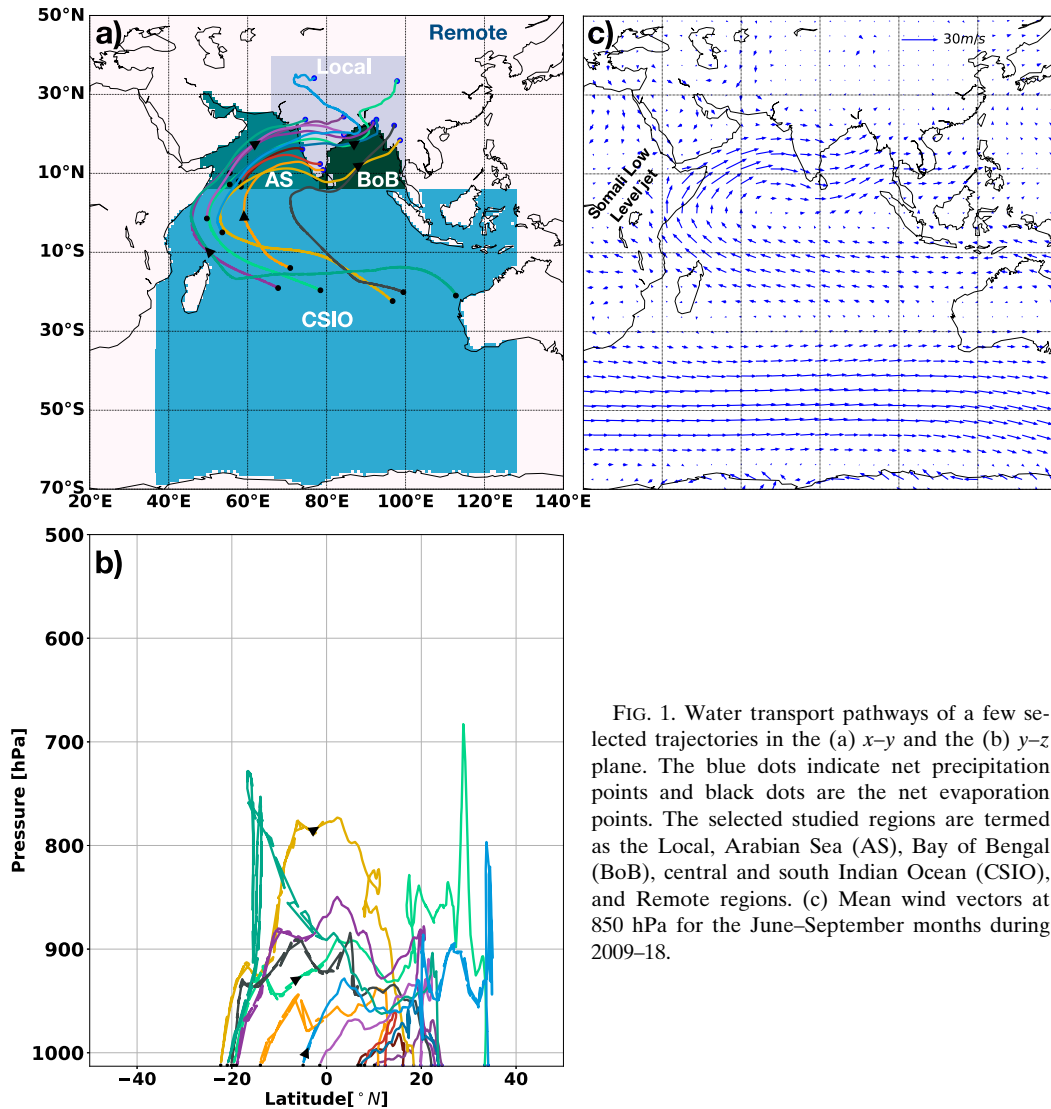 50°N
30°N
10°N
10°S
30°S
50°S
70°S
20°E
40°E
60°E
80°E
100°E
120°E
140°E
a)
Remote
Local
AS
BoB
CSIO
c)
30m/s
Somali Low
Level jet
b)
500
600
700
800
900
1000
Pressure [hPa]
−40
−20
0
20
40
Latitude[°N]
FIG. 1. Water transport pathways of a few se-
lected trajectories in the (a) x–y and the (b) y–z
plane. The blue dots indicate net precipitation
points and black dots are the net evaporation
points. The selected studied regions are termed
as the Local, Arabian Sea (AS), Bay of Bengal
(BoB), central and south Indian Ocean (CSIO),
and Remote regions. (c) Mean wind vectors at
850 hPa for the June–September months during
2009–18.